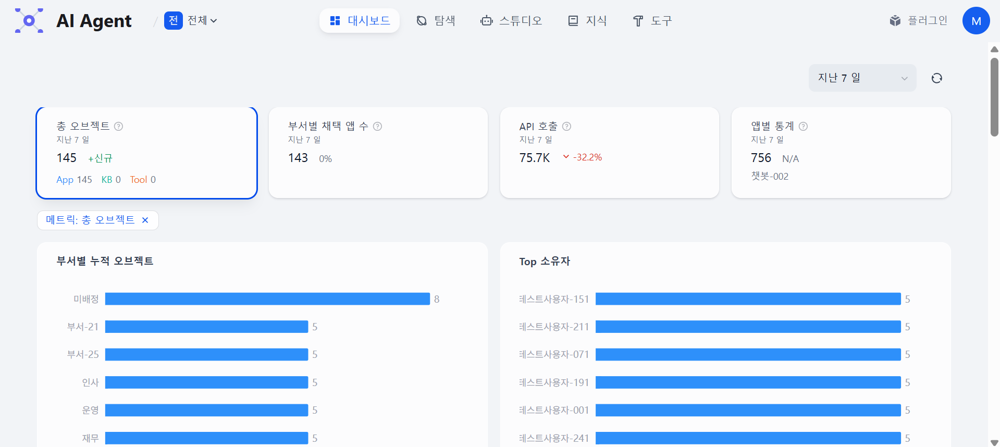 AI Agent / 전 전체 대시보드 탐색 스튜디오 지식 도구 플러그인 M
지난 7 일
총 오브젝트
지난 7 일
145 +신규
App 145 KB 0 Tool 0
부서별 채택 앱 수
지난 7 일
143 0%
API 호출
지난 7 일
75.7K -32.2%
앱별 통계
지난 7 일
756 N/A
챗봇-002
메트릭: 총 오브젝트 ✕
부서별 누적 오브젝트
미배정 8
부서-21 5
부서-25 5
인사 5
운영 5
재무 5
Top 소유자
테스트사용자-151 5
테스트사용자-211 5
테스트사용자-071 5
테스트사용자-191 5
테스트사용자-001 5
테스트사용자-241 5